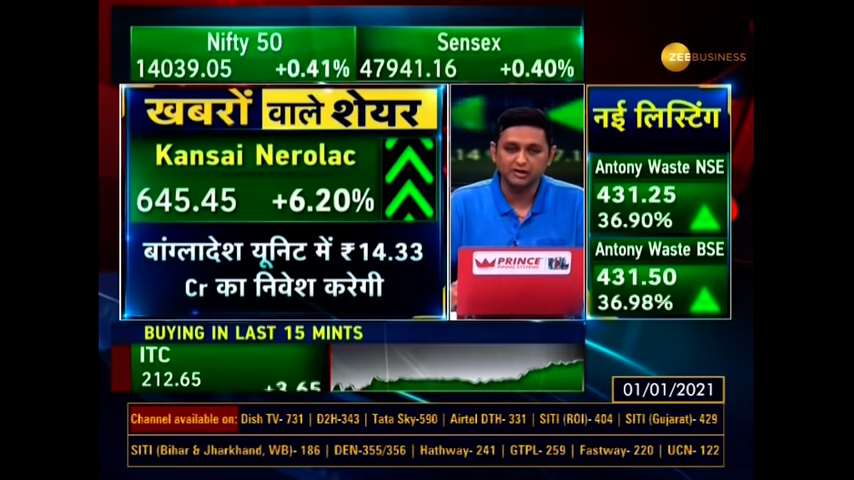 Nifty 50
14039.05 +0.41%
Sensex
47941.16 +0.40%
ZEEBUSINESS
खबरों वाले शेयर
Kansai Nerolac
645.45 +6.20%
बांग्लादेश यूनिट में ₹14.33
Cr का निवेश करेगी
PRINCE
PIPING SYSTEMS
नई लिस्टिंग
Antony Waste NSE
431.25
36.90%
Antony Waste BSE
431.50
36.98%
BUYING IN LAST 15 MINTS
ITC
212.65 +3.65
01/01/2021
Channel available on: Dish TV- 731 | D2H-343 | Tata Sky-590 | Airtel DTH- 331 | SITI (ROI)- 404 | SITI (Gujarat)- 429
SITI (Bihar & Jharkhand, WB)- 186 | DEN-355/356 | Hathway- 241 | GTPL- 259 | Fastway- 220 | UCN- 122